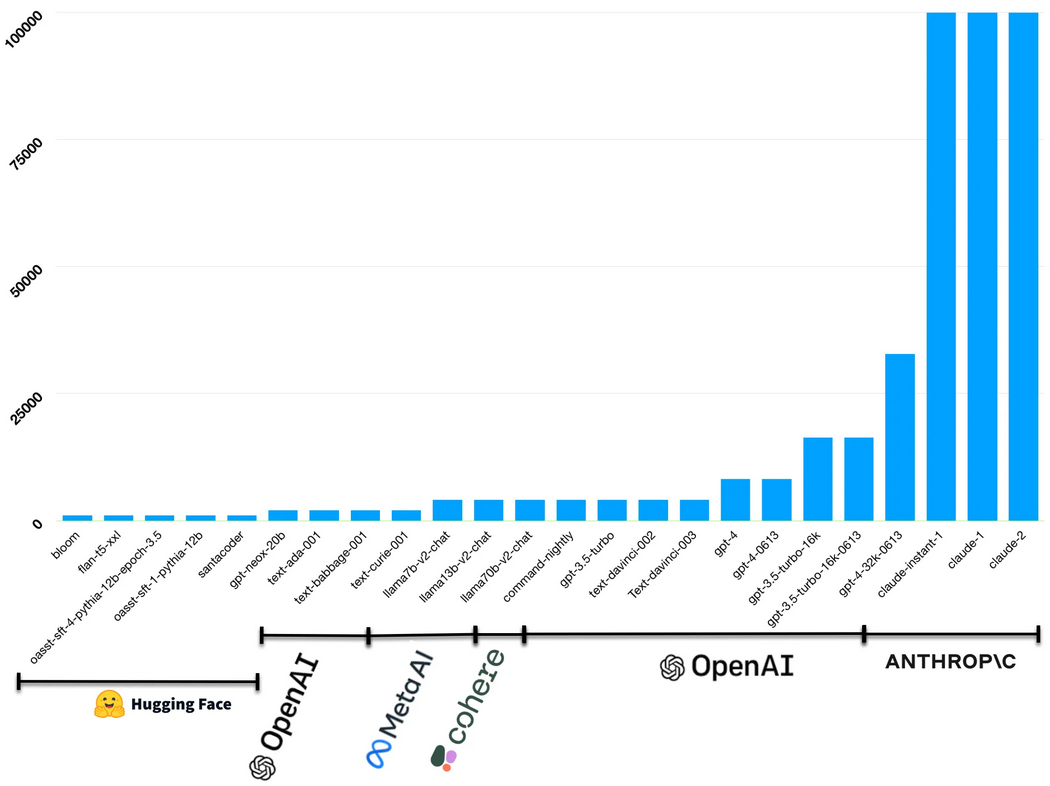 100000
75000
50000
25000
0
bloom
flan-t5-xxl
oasst-sft-4-pythia-12b-epoch-3.5
oasst-sft-1-pythia-12b
santacoder
gpt-neox-20b
text-ada-001
text-babbage-001
text-curie-001
llama7b-v2-chat
llama13b-v2-chat
llama70b-v2-chat
command-nightly
gpt-3.5-turbo
text-davinci-002
Text-davinci-003
gpt-4
gpt-4-0613
gpt-3.5-turbo-16k
gpt-3.5-turbo-16k-0613
gpt-4-32k-0613
claude-instant-1
claude-1
claude-2
Hugging Face
OpenAI
Meta AI
cohere
OpenAI
ANTHROP\C